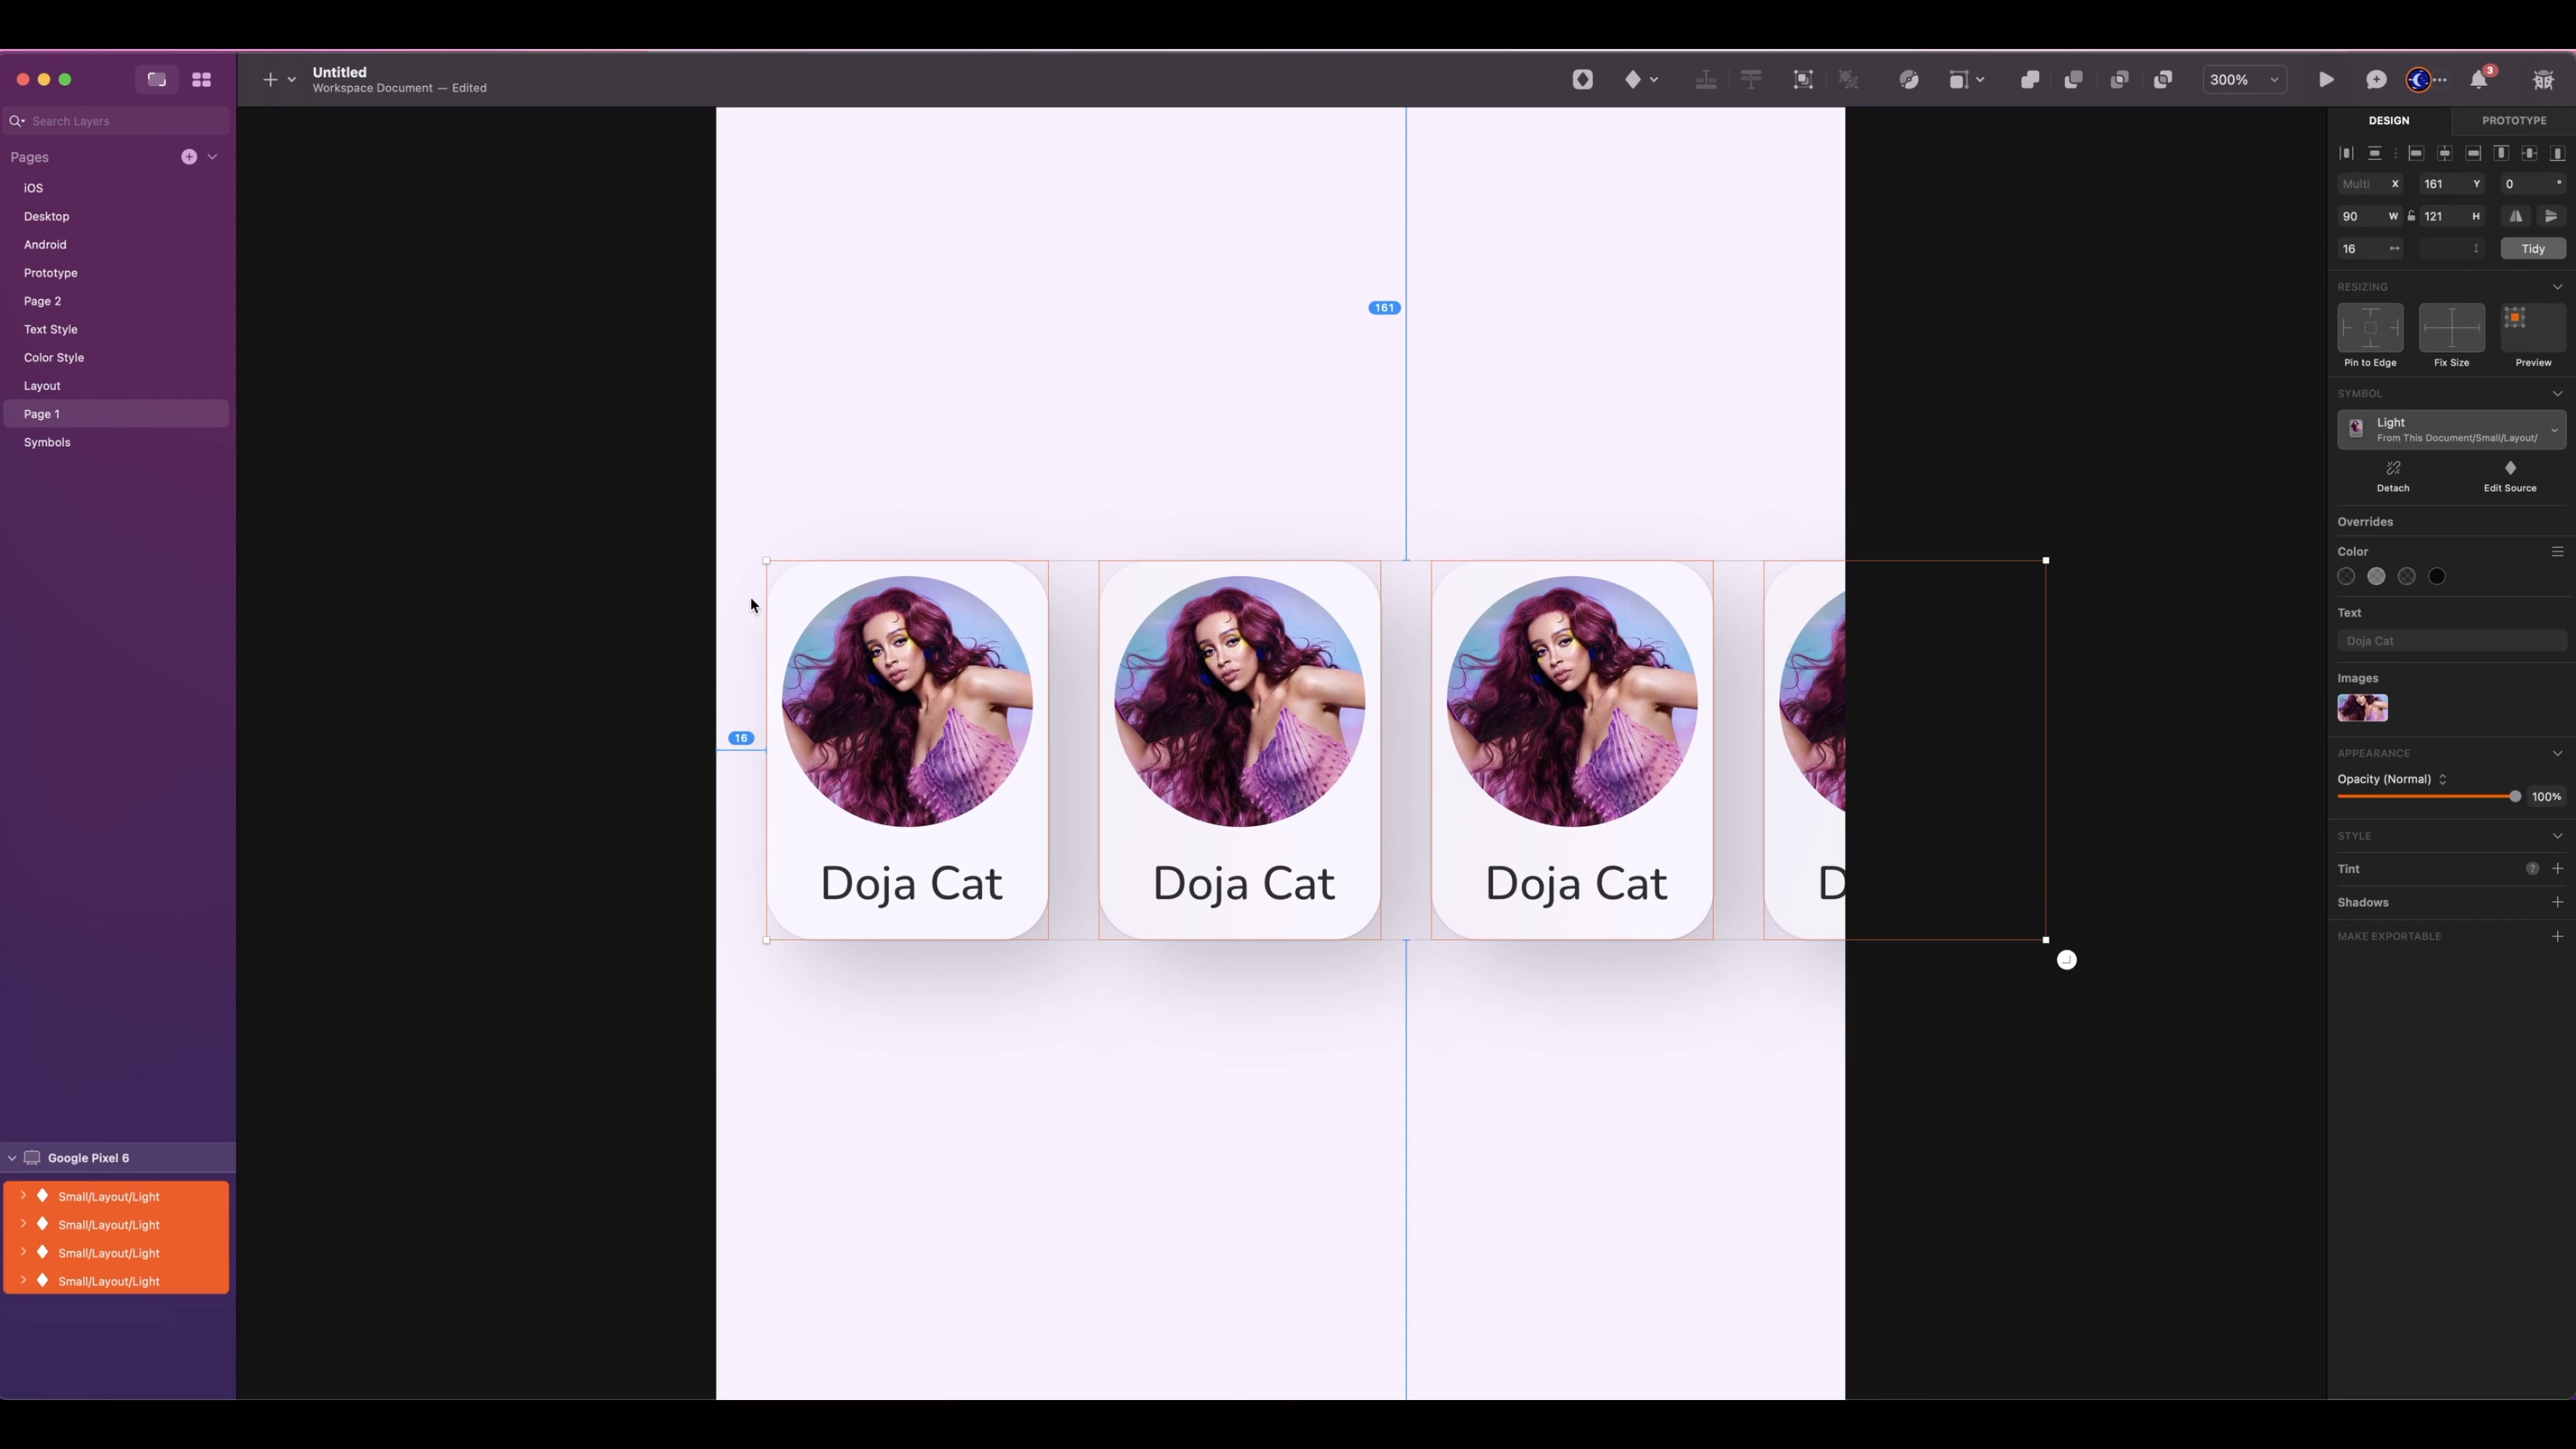 Untitled
Workspace Document — Edited
300%
3
Search Layers
Pages
iOS
Desktop
Android
Prototype
Page 2
Text Style
Color Style
Layout
Page 1
Symbols
Google Pixel 6
Small/Layout/Light
Small/Layout/Light
Small/Layout/Light
Small/Layout/Light
161
16
Doja Cat
Doja Cat
Doja Cat
D
DESIGN
PROTOTYPE
Multi X 161 Y 0 °
90 W 121 H
16 Tidy
RESIZING
Pin to Edge Fix Size Preview
SYMBOL
Light
From This Document/Small/Layout/
Detach Edit Source
Overrides
Color
Text
Doja Cat
Images
APPEARANCE
Opacity (Normal)
100%
STYLE
Tint ?
Shadows
MAKE EXPORTABLE